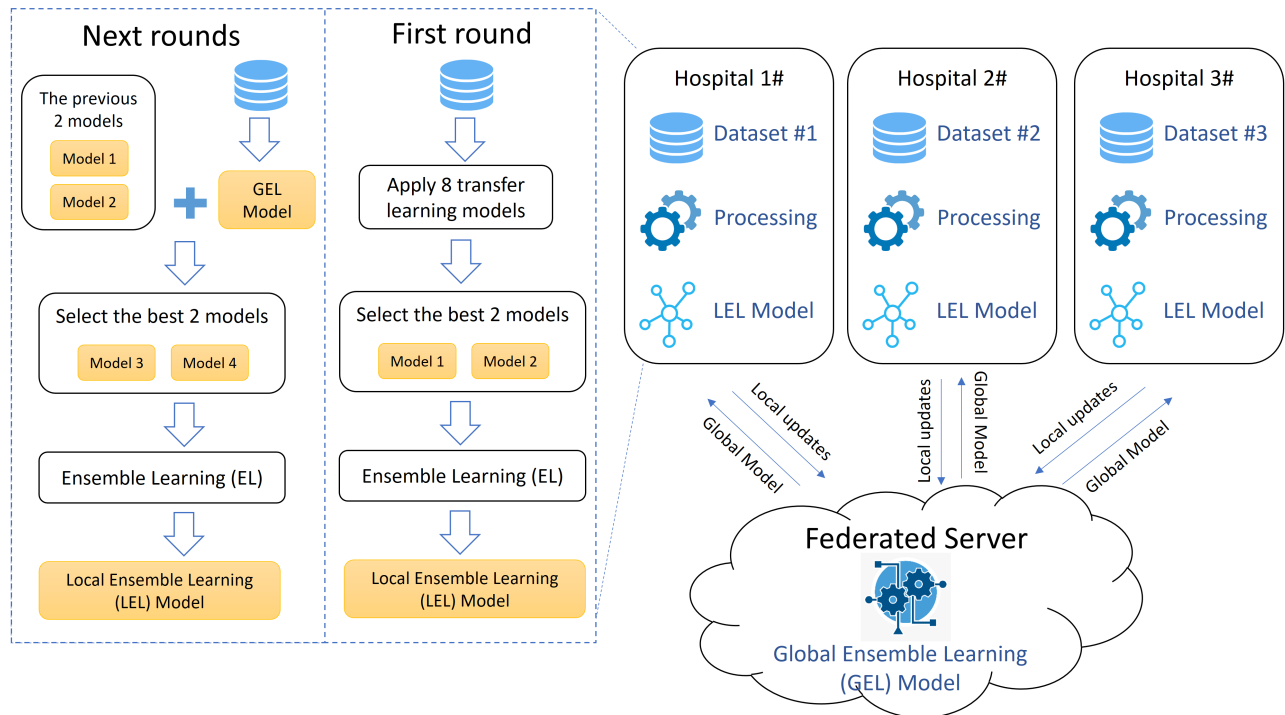 Next rounds
The previous
2 models
Model 1
Model 2
GEL
Model
Select the best 2 models
Model 3
Model 4
Ensemble Learning (EL)
Local Ensemble Learning
(LEL) Model
First round
Apply 8 transfer
learning models
Select the best 2 models
Model 1
Model 2
Ensemble Learning (EL)
Local Ensemble Learning
(LEL) Model
Hospital 1#
Dataset #1
Processing
LEL Model
Hospital 2#
Dataset #2
Processing
LEL Model
Hospital 3#
Dataset #3
Processing
LEL Model
Local updates
Global Model
Local updates
Global Model
Local updates
Global Model
Federated Server
Global Ensemble Learning
(GEL) Model